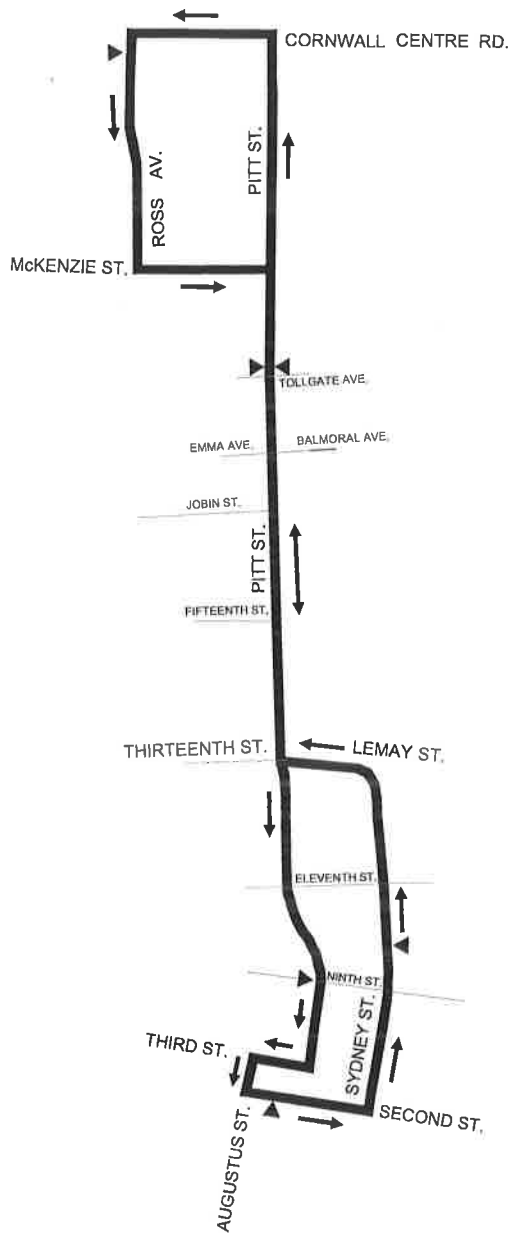 CORNWALL CENTRE RD.
PITT ST.
ROSS AV.
McKENZIE ST.
TOLLGATE AVE.
EMMA AVE.
BALMORAL AVE.
JOBIN ST.
PITT ST.
FIFTEENTH ST.
THIRTEENTH ST.
LEMAY ST.
ELEVENTH ST.
NINTH ST.
SYDNEY ST.
THIRD ST.
SECOND ST.
AUGUSTUS ST.